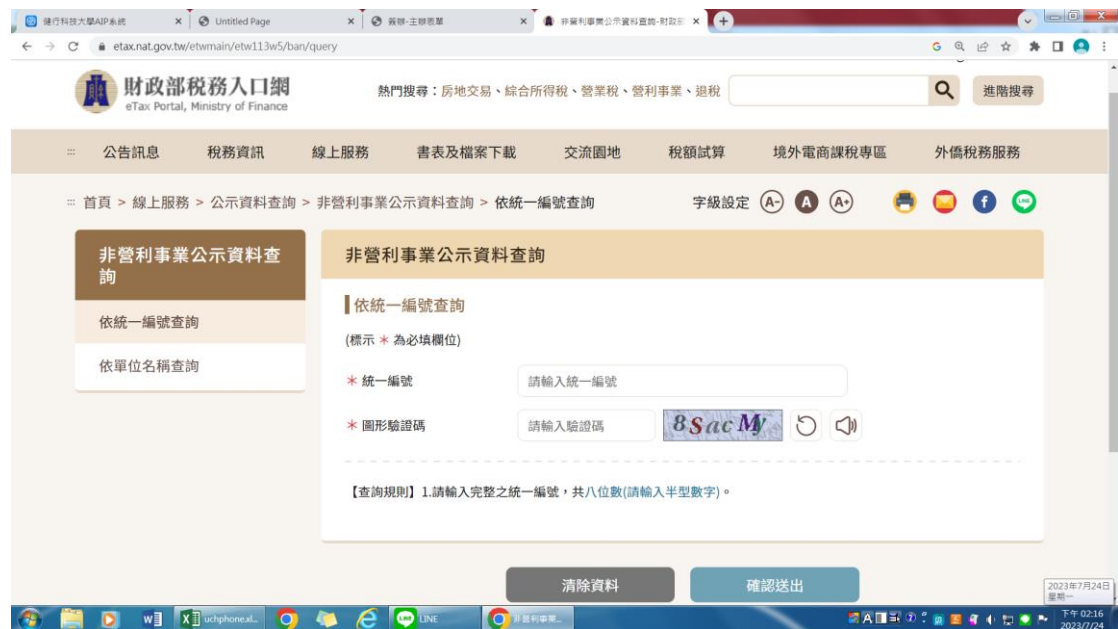 健行科技大學AIP系統
Untitled Page
簽辦-主辦表單
非營利事業公示資料查詢-財政部
etax.nat.gov.tw/etwmain/etw113w5/ban/query
財政部稅務入口網
eTax Portal, Ministry of Finance
熱門搜尋：房地交易、綜合所得稅、營業稅、營利事業、退稅
進階搜尋
公告訊息 稅務資訊 線上服務 書表及檔案下載 交流園地 稅額試算 境外電商課稅專區 外僑稅務服務
首頁 > 線上服務 > 公示資料查詢 > 非營利事業公示資料查詢 > 依統一編號查詢
字級設定 A- A A+
非營利事業公示資料查
詢
依統一編號查詢
依單位名稱查詢
非營利事業公示資料查詢
依統一編號查詢
(標示 * 為必填欄位)
* 統一編號 請輸入統一編號
* 圖形驗證碼 請輸入驗證碼 8SacMy
【查詢規則】1.請輸入完整之統一編號，共八位數(請輸入半型數字)。
清除資料 確認送出
2023年7月24日
星期一
uchphone.al...
LINE
非營利事業...
下午 02:16
2023/7/24